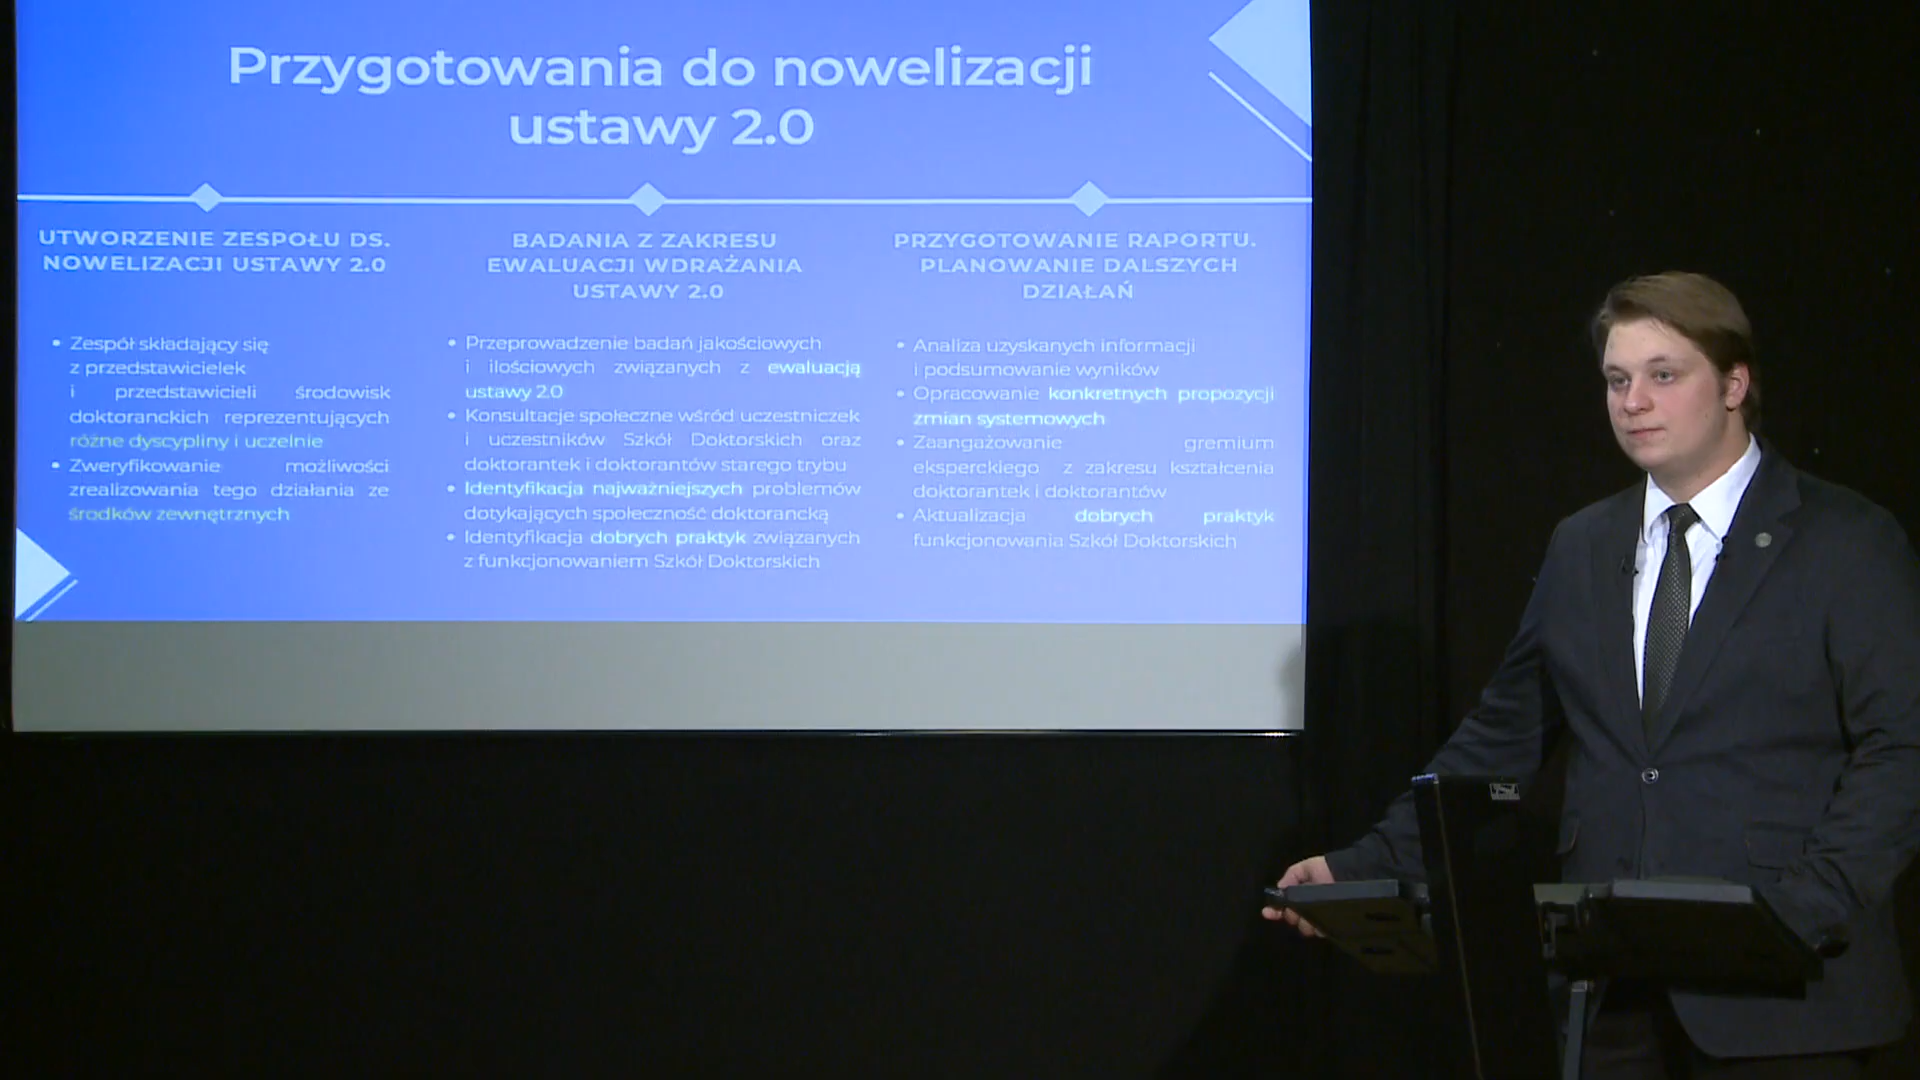 Przygotowania do nowelizacji
ustawy 2.0
UTWORZENIE ZESPOŁU DS.
NOWELIZACJI USTAWY 2.0
• Zespół składający się
z przedstawicielek
i przedstawicieli środowisk
doktoranckich reprezentujących
różne dyscypliny i uczelnie
• Zweryfikowanie możliwości
zrealizowania tego działania ze
środków zewnętrznych
BADANIA Z ZAKRESU
EWALUACJI WDRAŻANIA
USTAWY 2.0
• Przeprowadzenie badań jakościowych
i ilościowych związanych z ewaluacją
ustawy 2.0
• Konsultacje społeczne wśród uczestniczek
i uczestników Szkół Doktorskich oraz
doktorantek i doktorantów starego trybu
• Identyfikacja najważniejszych problemów
dotykających społeczność doktorancką
• Identyfikacja dobrych praktyk związanych
z funkcjonowaniem Szkół Doktorskich
PRZYGOTOWANIE RAPORTU.
PLANOWANIE DALSZYCH
DZIAŁAŃ
• Analiza uzyskanych informacji
i podsumowanie wyników
• Opracowanie konkretnych propozycji
zmian systemowych
• Zaangażowanie gremium
eksperckiego z zakresu kształcenia
doktorantek i doktorantów
• Aktualizacja dobrych praktyk
funkcjonowania Szkół Doktorskich